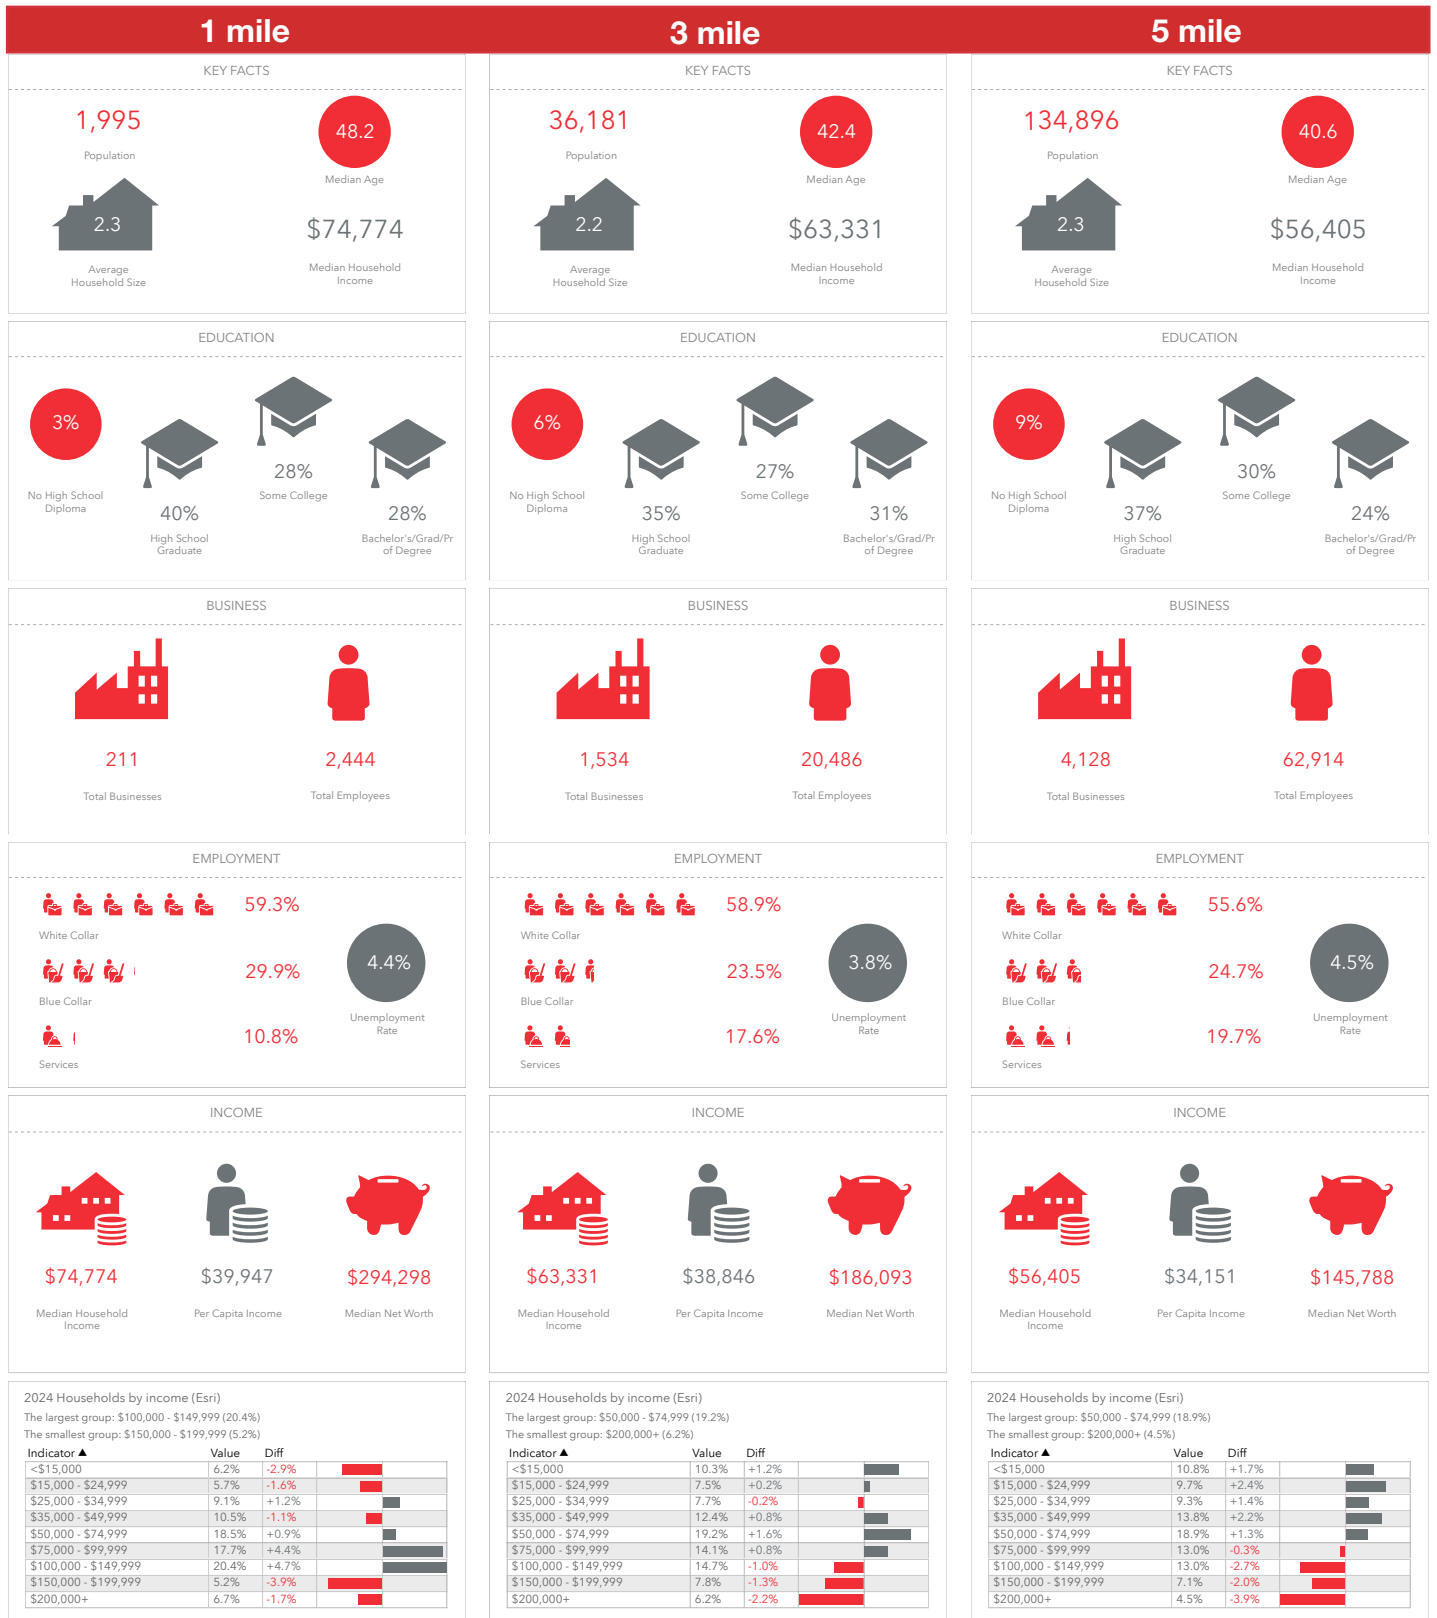 1 mile
KEY FACTS
1,995
Population
48.2
Median Age
2.3
Average
Household Size
$74,774
Median Household
Income
EDUCATION
3%
No High School
Diploma
40%
High School
Graduate
28%
Some College
28%
Bachelor's/Grad/Pr
of Degree
BUSINESS
211
Total Businesses
2,444
Total Employees
EMPLOYMENT
59.3%
White Collar
29.9%
Blue Collar
10.8%
Services
4.4%
Unemployment
Rate
INCOME
$74,774
Median Household
Income
$39,947
Per Capita Income
$294,298
Median Net Worth
2024 Households by income (Esri)
The largest group: $100,000 - $149,999 (20.4%)
The smallest group: $150,000 - $199,999 (5.2%)
Indicator ▲ Value Diff
<$15,000 6.2% -2.9%
$15,000 - $24,999 5.7% -1.6%
$25,000 - $34,999 9.1% +1.2%
$35,000 - $49,999 10.5% -1.1%
$50,000 - $74,999 18.5% +0.9%
$75,000 - $99,999 17.7% +4.4%
$100,000 - $149,999 20.4% +4.7%
$150,000 - $199,999 5.2% -3.9%
$200,000+ 6.7% -1.7%
3 mile
KEY FACTS
36,181
Population
42.4
Median Age
2.2
Average
Household Size
$63,331
Median Household
Income
EDUCATION
6%
No High School
Diploma
35%
High School
Graduate
27%
Some College
31%
Bachelor's/Grad/Pr
of Degree
BUSINESS
1,534
Total Businesses
20,486
Total Employees
EMPLOYMENT
58.9%
White Collar
23.5%
Blue Collar
17.6%
Services
3.8%
Unemployment
Rate
INCOME
$63,331
Median Household
Income
$38,846
Per Capita Income
$186,093
Median Net Worth
2024 Households by income (Esri)
The largest group: $50,000 - $74,999 (19.2%)
The smallest group: $200,000+ (6.2%)
Indicator ▲ Value Diff
<$15,000 10.3% +1.2%
$15,000 - $24,999 7.5% +0.2%
$25,000 - $34,999 7.7% -0.2%
$35,000 - $49,999 12.4% +0.8%
$50,000 - $74,999 19.2% +1.6%
$75,000 - $99,999 14.1% +0.8%
$100,000 - $149,999 14.7% -1.0%
$150,000 - $199,999 7.8% -1.3%
$200,000+ 6.2% -2.2%
5 mile
KEY FACTS
134,896
Population
40.6
Median Age
2.3
Average
Household Size
$56,405
Median Household
Income
EDUCATION
9%
No High School
Diploma
37%
High School
Graduate
30%
Some College
24%
Bachelor's/Grad/Pr
of Degree
BUSINESS
4,128
Total Businesses
62,914
Total Employees
EMPLOYMENT
55.6%
White Collar
24.7%
Blue Collar
19.7%
Services
4.5%
Unemployment
Rate
INCOME
$56,405
Median Household
Income
$34,151
Per Capita Income
$145,788
Median Net Worth
2024 Households by income (Esri)
The largest group: $50,000 - $74,999 (18.9%)
The smallest group: $200,000+ (4.5%)
Indicator ▲ Value Diff
<$15,000 10.8% +1.7%
$15,000 - $24,999 9.7% +2.4%
$25,000 - $34,999 9.3% +1.4%
$35,000 - $49,999 13.8% +2.2%
$50,000 - $74,999 18.9% +1.3%
$75,000 - $99,999 13.0% -0.3%
$100,000 - $149,999 13.0% -2.7%
$150,000 - $199,999 7.1% -2.0%
$200,000+ 4.5% -3.9%